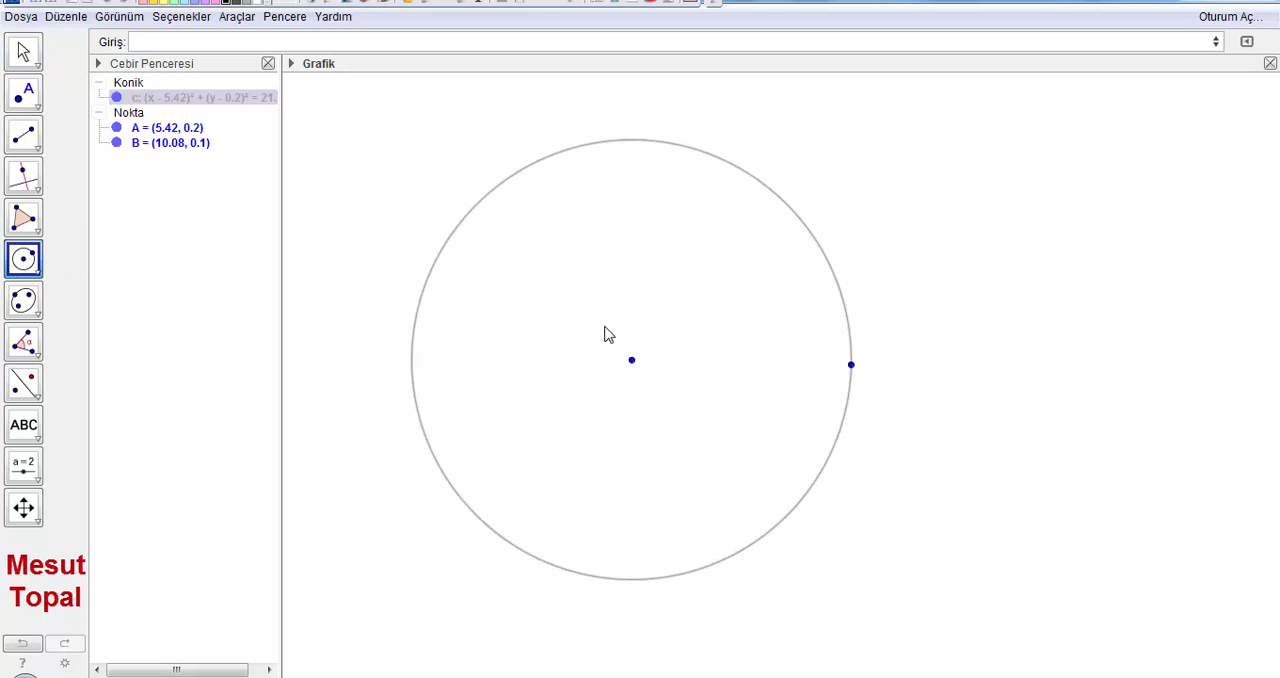 Dosya Düzenle Görünüm Seçenekler Araçlar Pencere Yardım Oturum Aç...
Giriş:
Cebir Penceresi
Grafik
Konik
c: (x - 5.42)² + (y - 0.2)² = 21.
Nokta
A = (5.42, 0.2)
B = (10.08, 0.1)
A
α
ABC
a=2
Mesut
Topal
?